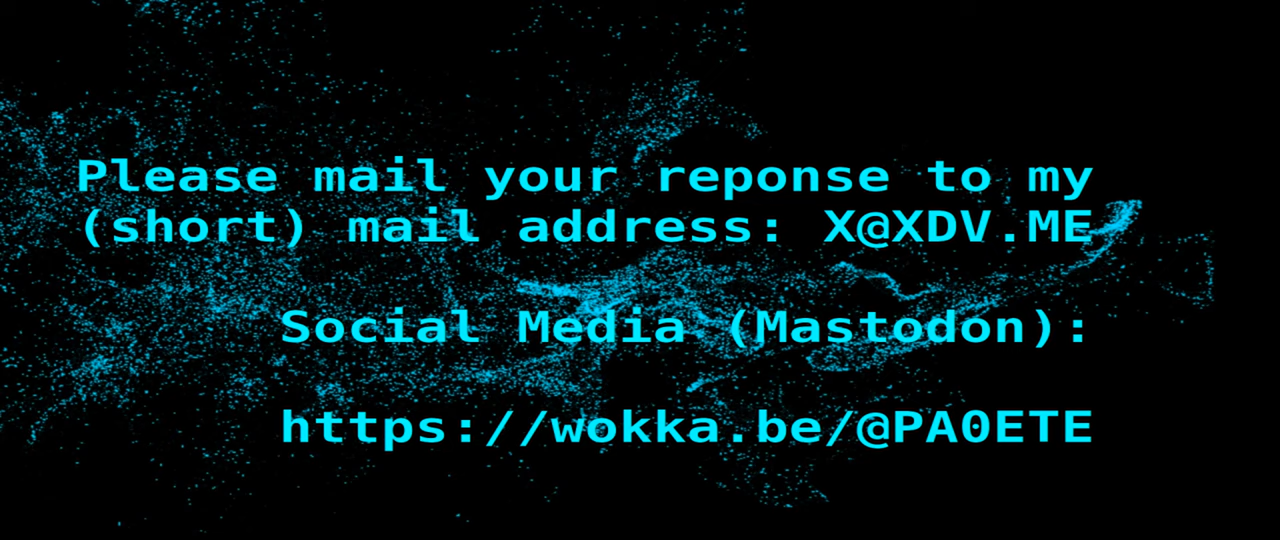 Please mail your reponse to my
(short) mail address: X@XDV.ME
Social Media (Mastodon):
https://wokka.be/@PA0ETE